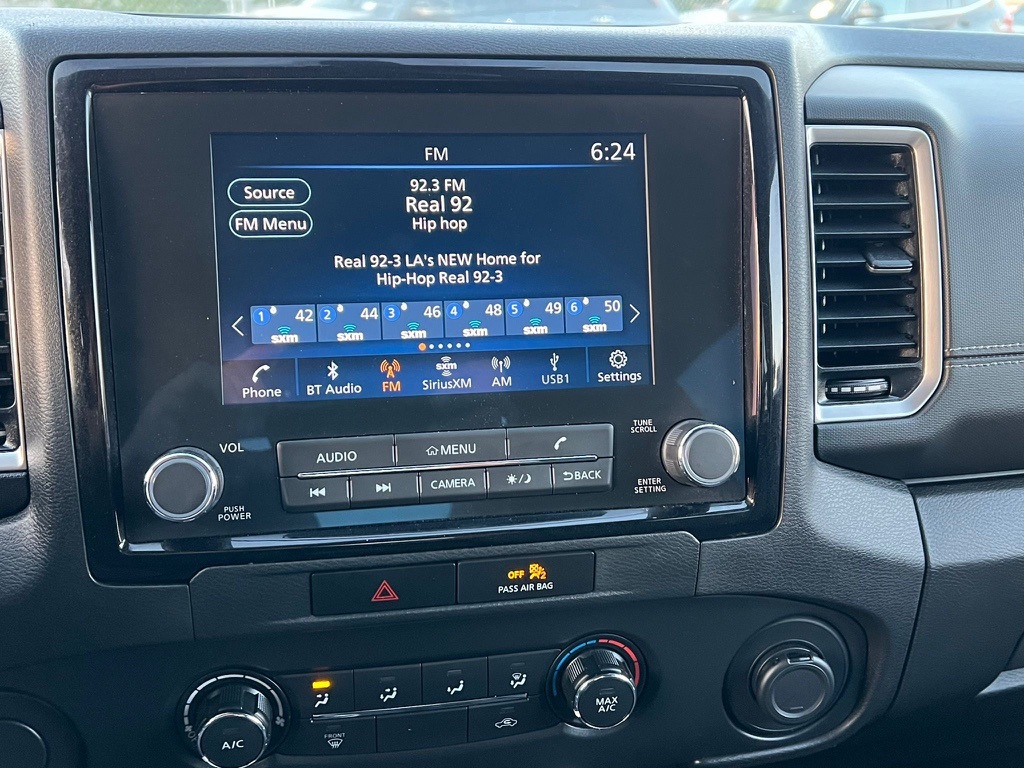 FM 6:24
Source
FM Menu
92.3 FM
Real 92
Hip hop
Real 92-3 LA's NEW Home for
Hip-Hop Real 92-3
1 42 2 44 3 46 4 48 5 49 6 50
sxm sxm sxm sxm sxm sxm
Phone BT Audio FM sxm SiriusXM AM USB1 Settings
VOL
PUSH
POWER
AUDIO MENU
CAMERA BACK
TUNE
SCROLL
ENTER
SETTING
OFF 2
PASS AIR BAG
A/C
FRONT
MAX
A/C